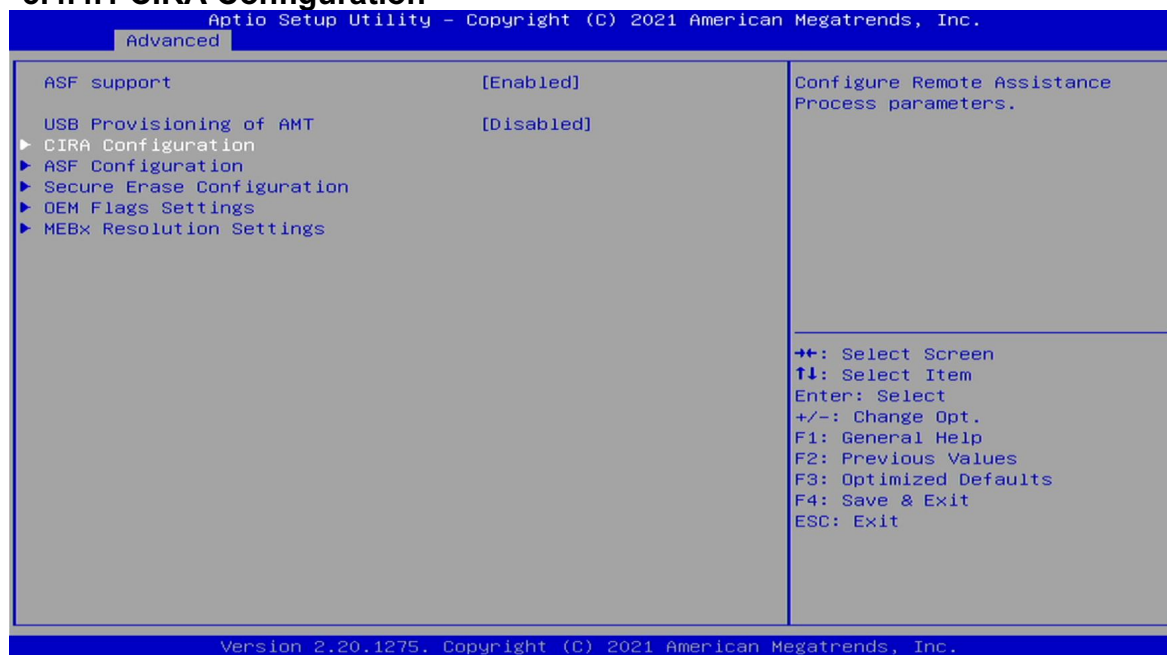 CIRA Configuration
Aptio Setup Utility – Copyright (C) 2021 American Megatrends, Inc.
Advanced
ASF support [Enabled]
USB Provisioning of AMT [Disabled]
► CIRA Configuration
► ASF Configuration
► Secure Erase Configuration
► OEM Flags Settings
► MEBx Resolution Settings
Configure Remote Assistance
Process parameters.
→←: Select Screen
↑↓: Select Item
Enter: Select
+/-: Change Opt.
F1: General Help
F2: Previous Values
F3: Optimized Defaults
F4: Save & Exit
ESC: Exit
Version 2.20.1275. Copyright (C) 2021 American Megatrends, Inc.